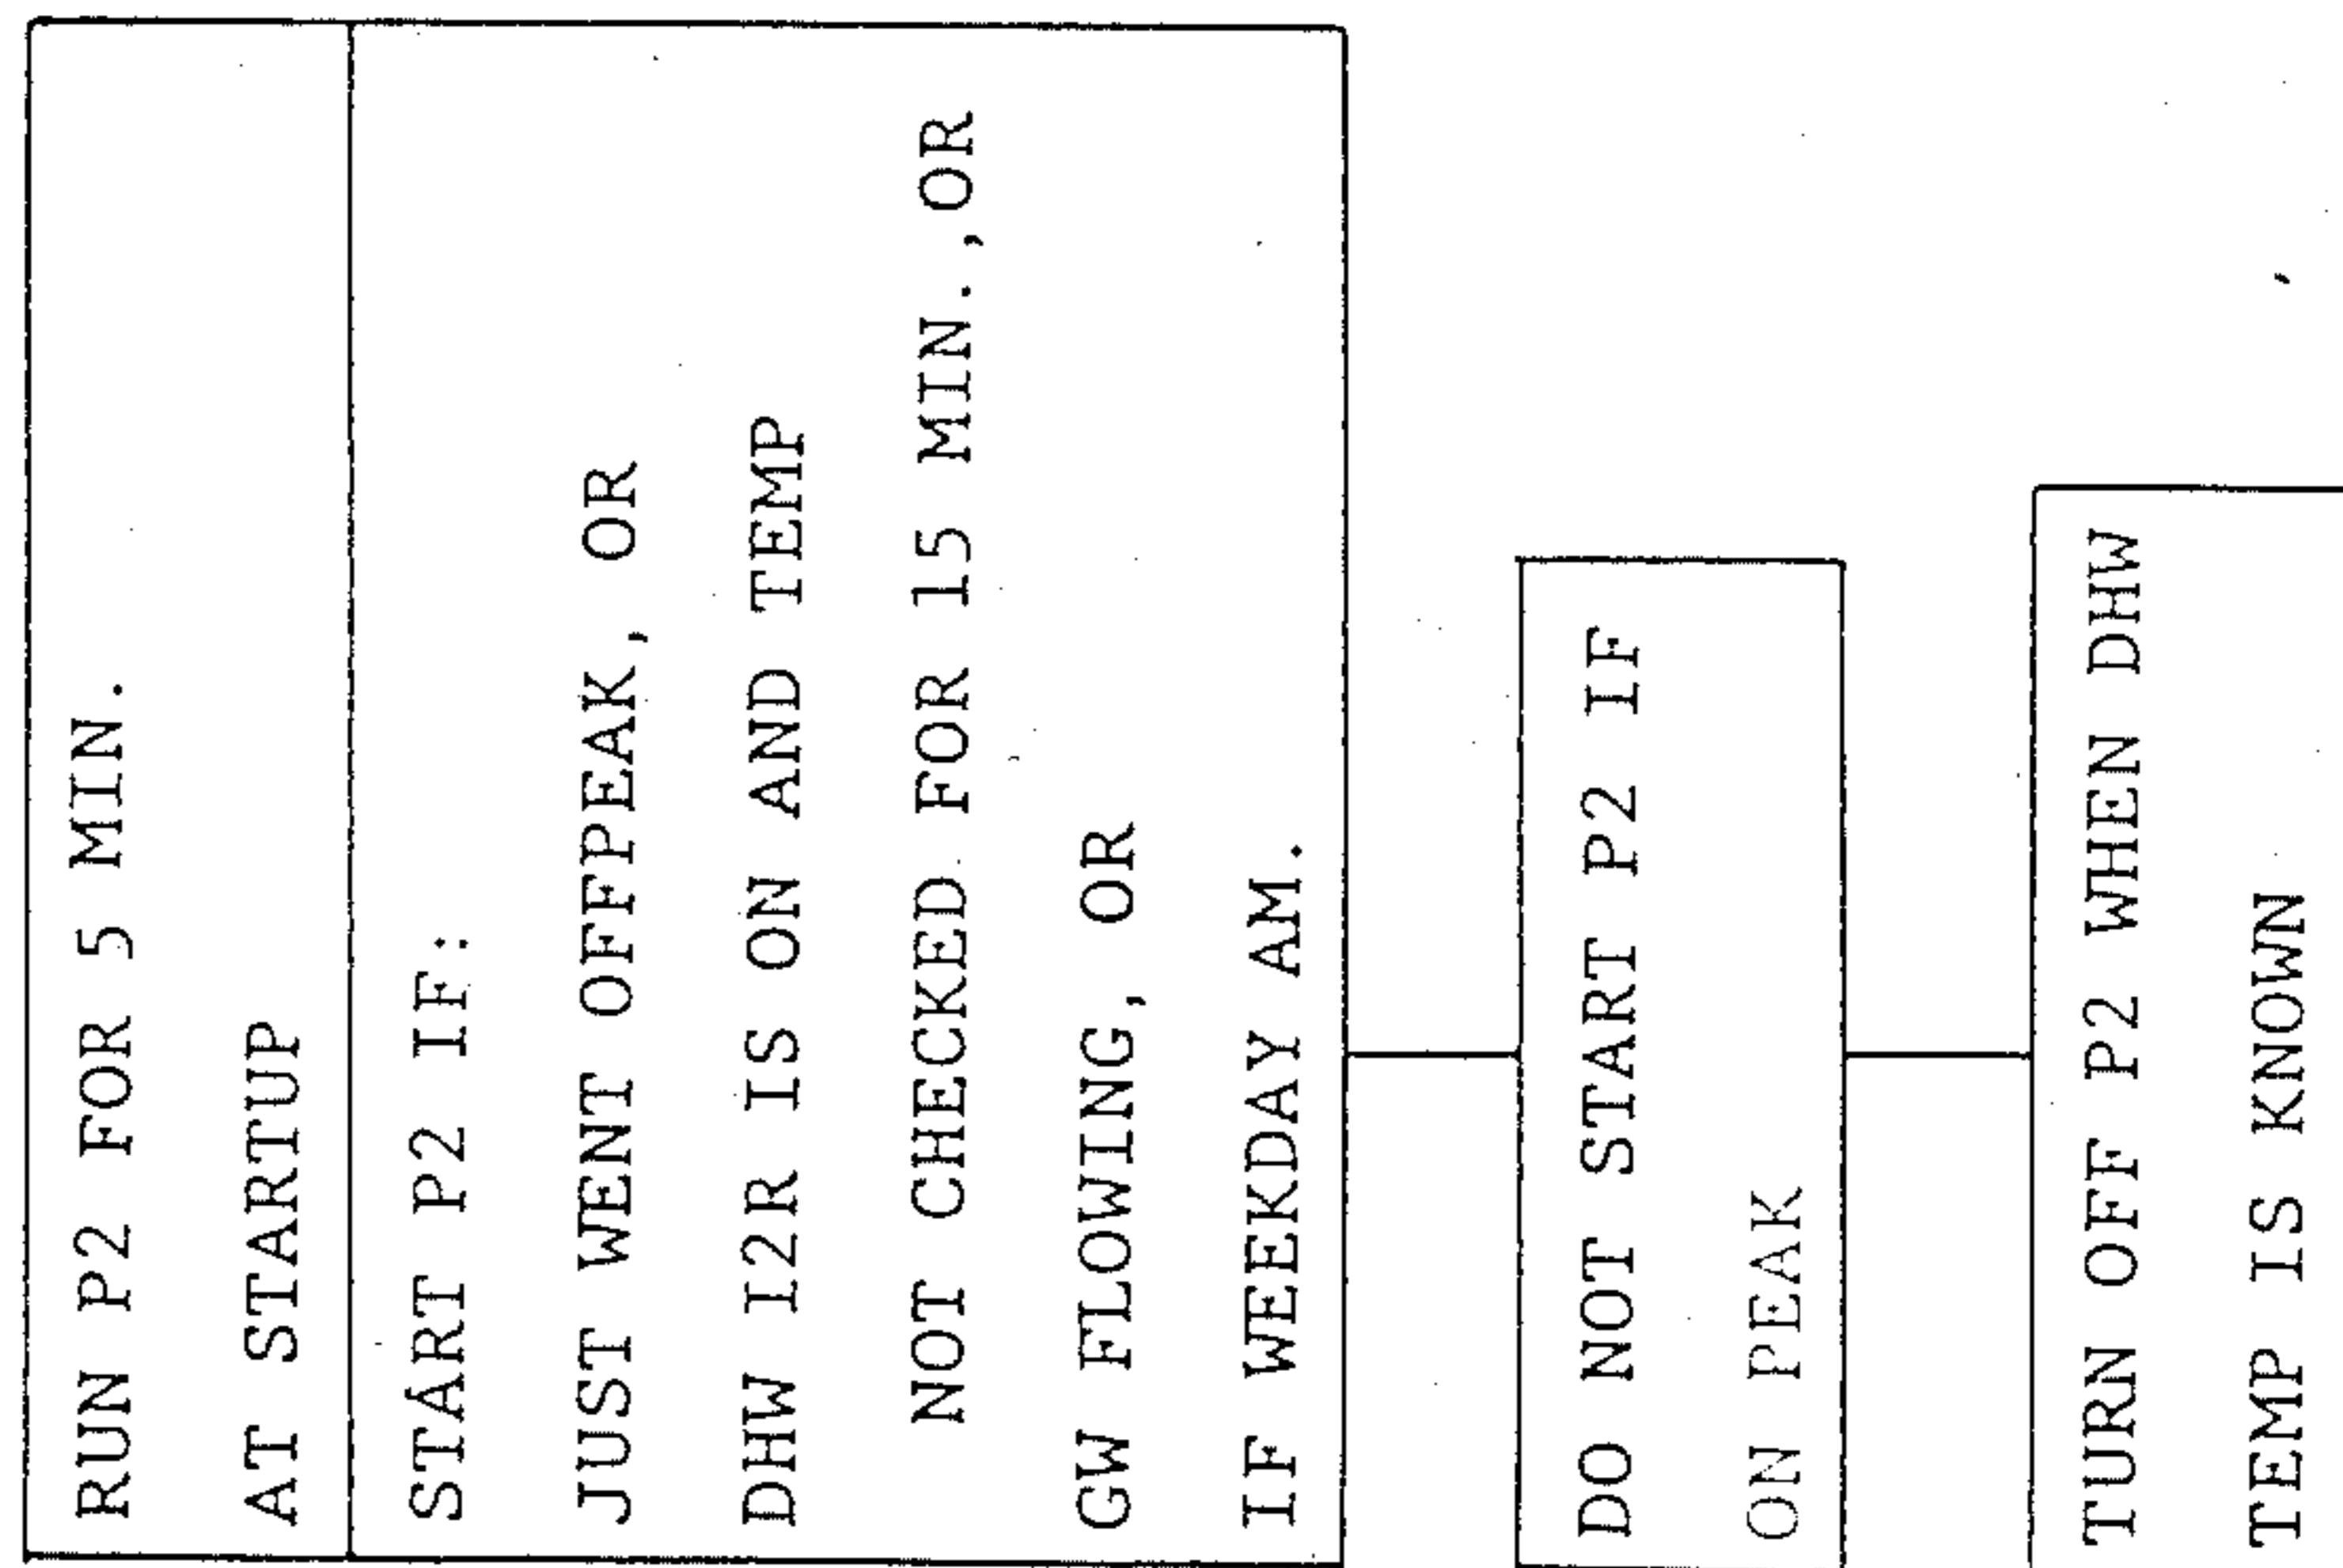 RUN P2 FOR 5 MIN.
AT STARTUP
START P2 IF:
JUST WENT OFFPEAK, OR
DHW I2R IS ON AND TEMP
NOT CHECKED FOR 15 MIN.,OR
GW FLOWING, OR
IF WEEKDAY AM.
DO NOT START P2 IF
ON PEAK
TURN OFF P2 WHEN DHW
TEMP IS KNOWN